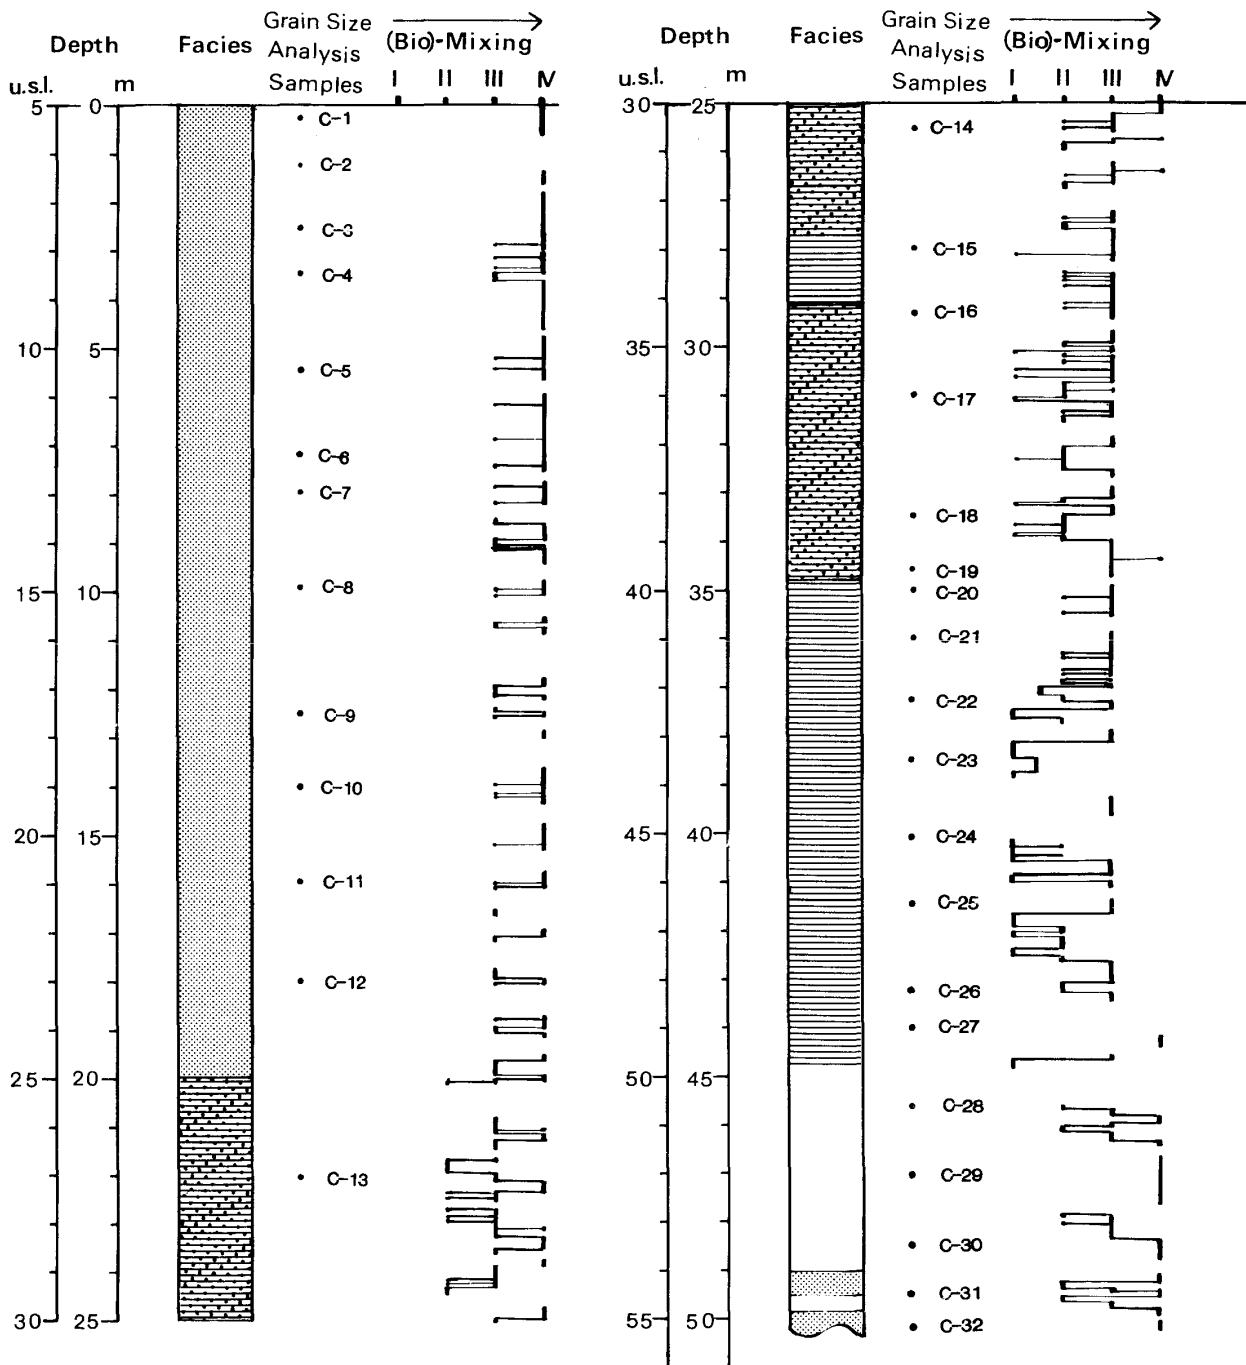 Depth Facies Grain Size Analysis Samples (Bio)-Mixing
u.s.l. m I II III IV
5 0
C-1
C-2
C-3
C-4
10 5
C-5
C-6
C-7
15 10
C-8
C-9
C-10
20 15
C-11
C-12
25 20
C-13
30 25
Depth Facies Grain Size Analysis Samples (Bio)-Mixing
u.s.l. m I II III IV
30 25
C-14
C-15
C-16
35 30
C-17
C-18
C-19
40 35
C-20
C-21
C-22
C-23
45 40
C-24
C-25
C-26
C-27
50 45
C-28
C-29
C-30
C-31
55 50
C-32